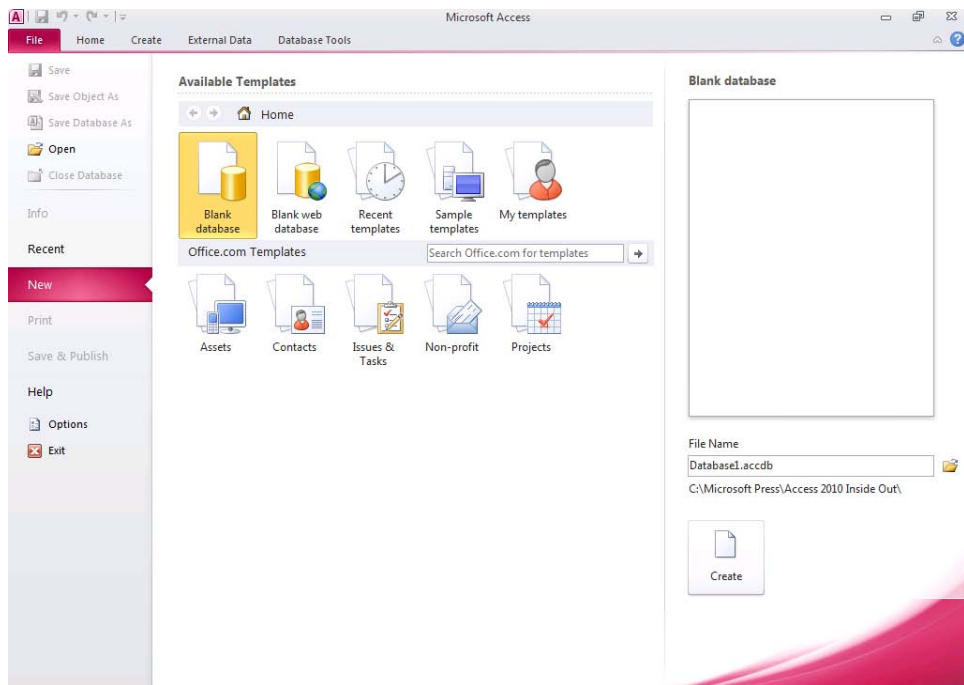 A
Microsoft Access
File Home Create External Data Database Tools
Save
Save Object As
Save Database As
Open
Close Database
Info
Recent
New
Print
Save & Publish
Help
Options
Exit
Available Templates
Home
Blank database
Blank web database
Recent templates
Sample templates
My templates
Office.com Templates
Search Office.com for templates
Assets
Contacts
Issues & Tasks
Non-profit
Projects
Blank database
File Name
Database1.accdb
C:\Microsoft Press\Access 2010 Inside Out\
Create